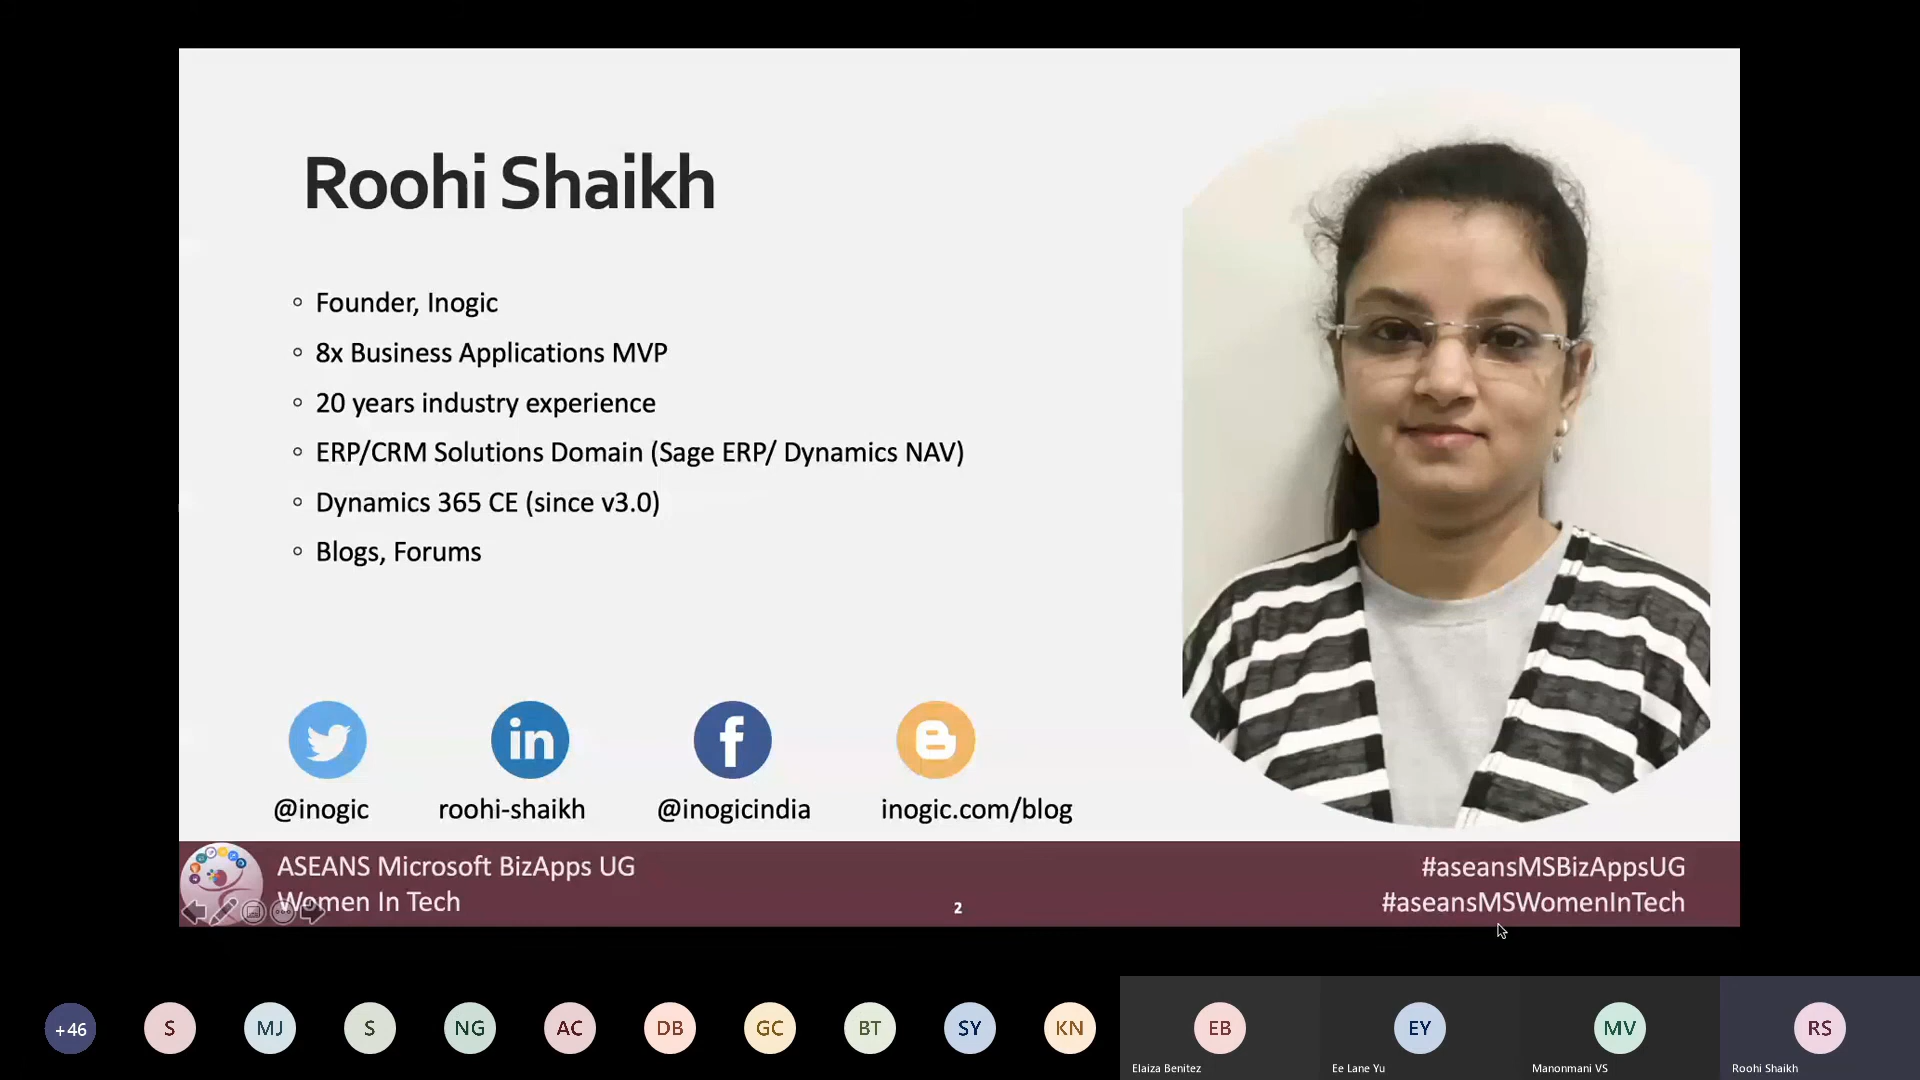 Roohi Shaikh
Founder, Inogic
8x Business Applications MVP
20 years industry experience
ERP/CRM Solutions Domain (Sage ERP/ Dynamics NAV)
Dynamics 365 CE (since v3.0)
Blogs, Forums
in
f
@inogic
roohi-shaikh
@inogicindia
inogic.com/blog
ASEANS Microsoft BizApps UG
Women In Tech
2
#aseansMSBizAppsUG
#aseansMSWomenInTech
+46
S
MJ
S
NG
AC
DB
GC
BT
SY
KN
EB
EY
MV
RS
Elaiza Benitez
Ee Lane Yu
Manonmani VS
Roohi Shaikh